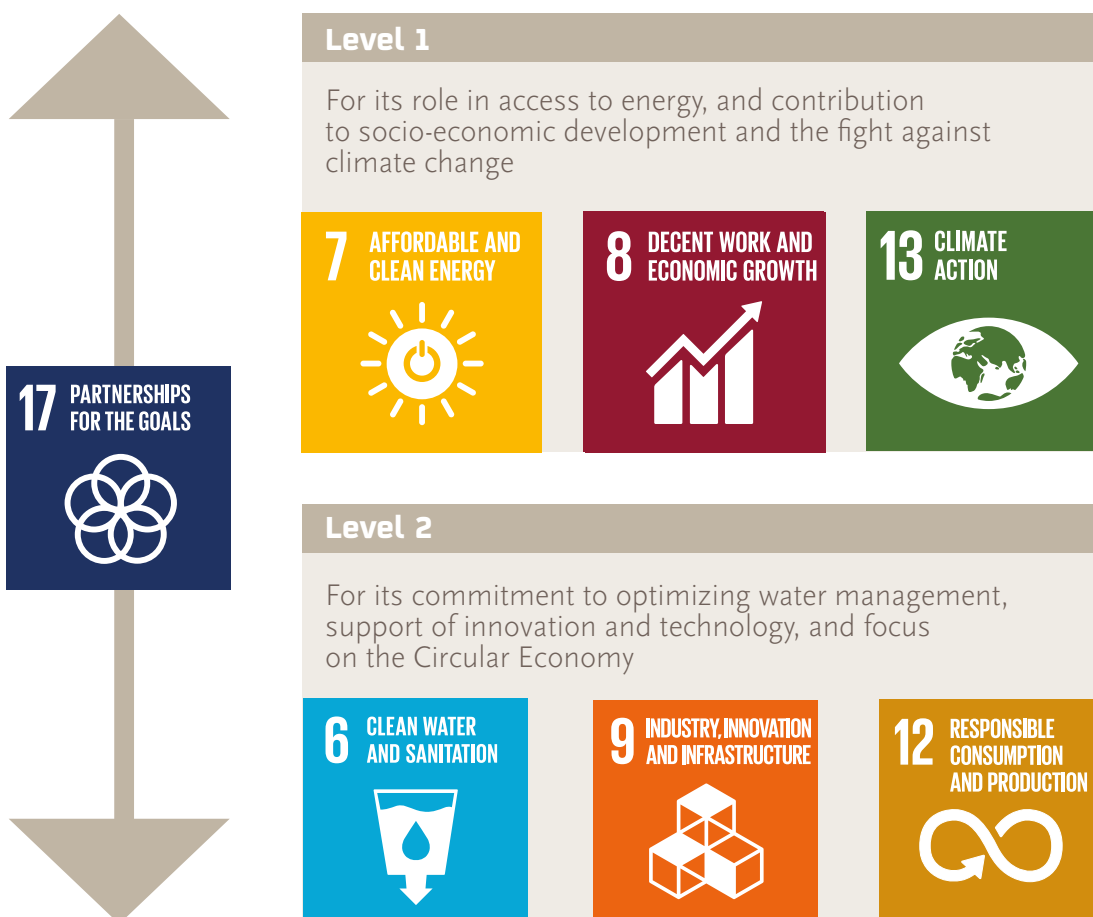 Level 1
For its role in access to energy, and contribution
to socio-economic development and the fight against
climate change
7 AFFORDABLE AND
CLEAN ENERGY
8 DECENT WORK AND
ECONOMIC GROWTH
13 CLIMATE
ACTION
17 PARTNERSHIPS
FOR THE GOALS
Level 2
For its commitment to optimizing water management,
support of innovation and technology, and focus
on the Circular Economy
6 CLEAN WATER
AND SANITATION
9 INDUSTRY, INNOVATION
AND INFRASTRUCTURE
12 RESPONSIBLE
CONSUMPTION
AND PRODUCTION